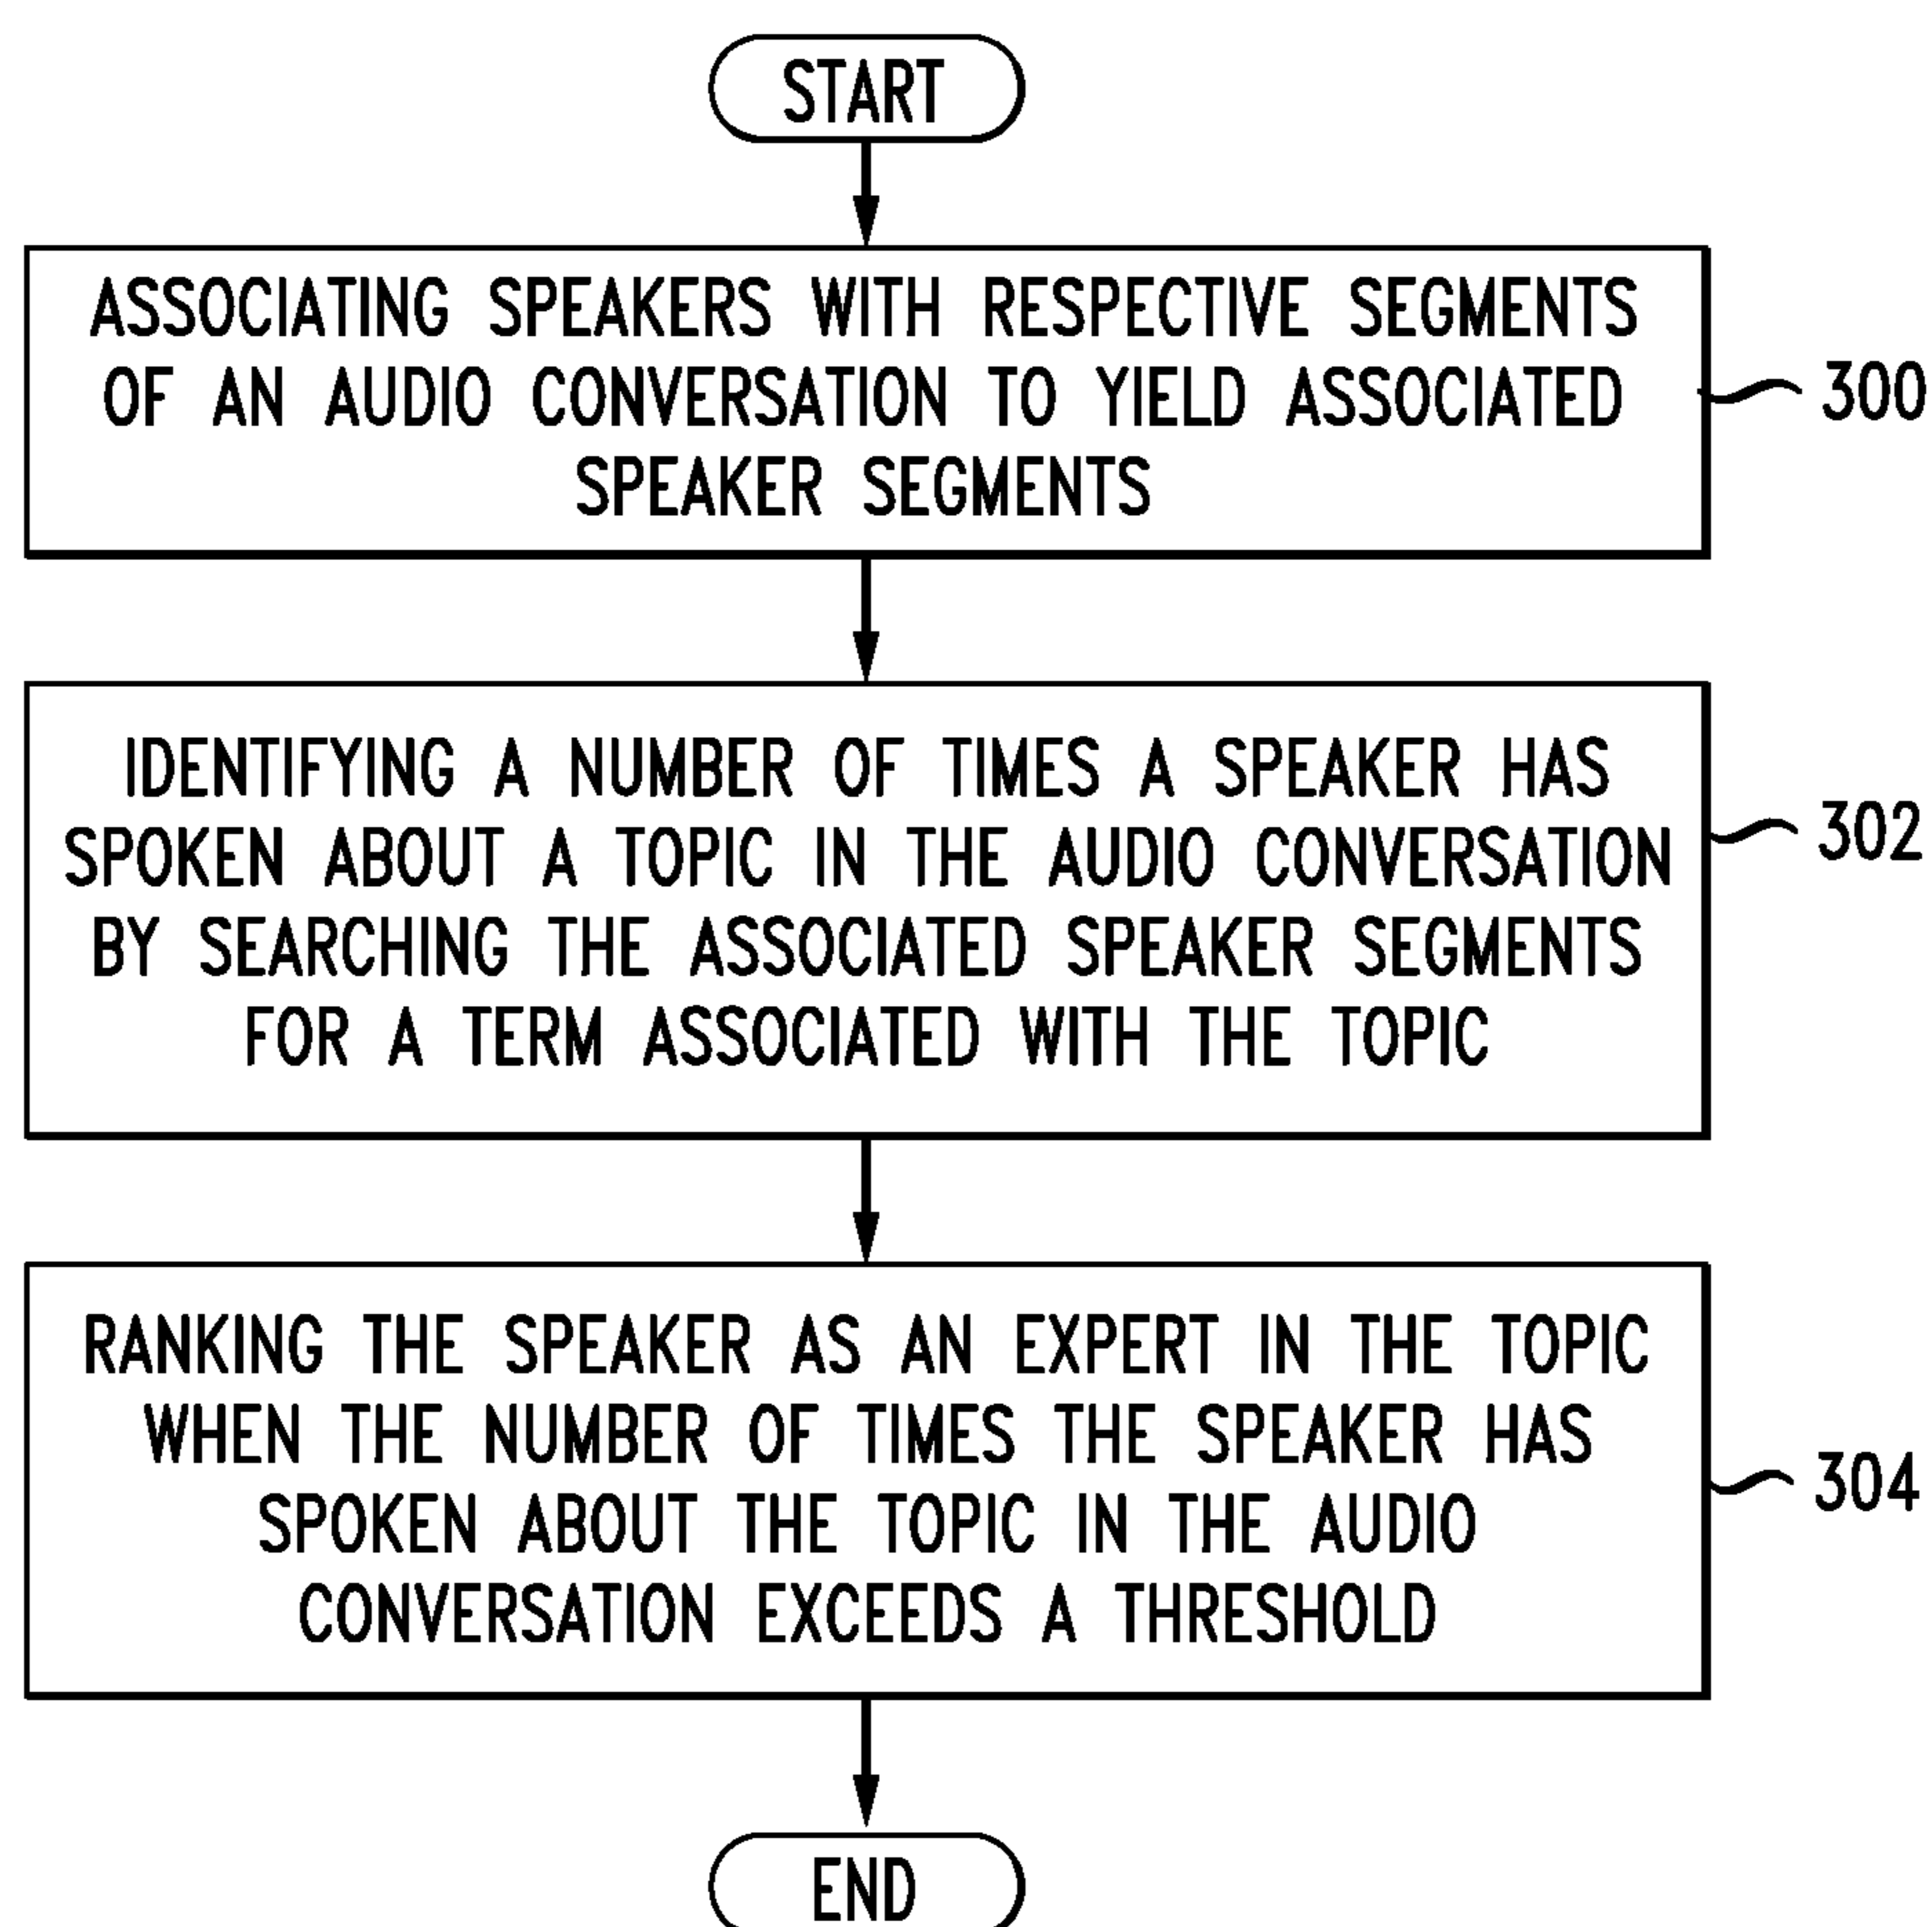 START
ASSOCIATING SPEAKERS WITH RESPECTIVE SEGMENTS
OF AN AUDIO CONVERSATION TO YIELD ASSOCIATED
SPEAKER SEGMENTS
300
IDENTIFYING A NUMBER OF TIMES A SPEAKER HAS
SPOKEN ABOUT A TOPIC IN THE AUDIO CONVERSATION
BY SEARCHING THE ASSOCIATED SPEAKER SEGMENTS
FOR A TERM ASSOCIATED WITH THE TOPIC
302
RANKING THE SPEAKER AS AN EXPERT IN THE TOPIC
WHEN THE NUMBER OF TIMES THE SPEAKER HAS
SPOKEN ABOUT THE TOPIC IN THE AUDIO
CONVERSATION EXCEEDS A THRESHOLD
304
END